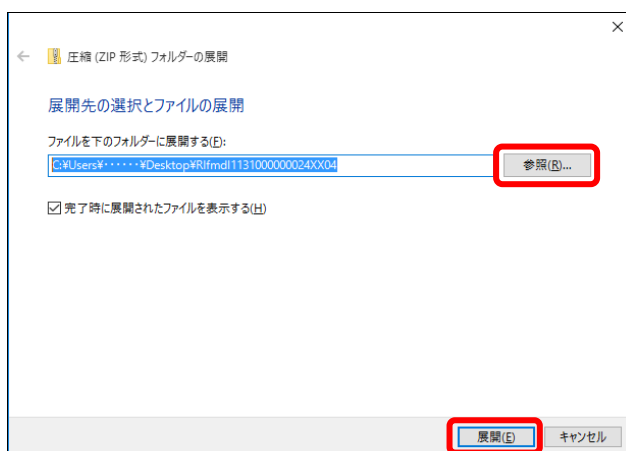 圧縮 (ZIP 形式) フォルダーの展開
展開先の選択とファイルの展開
ファイルを下のフォルダーに展開する(F):
C:¥Users¥・・・・・・¥Desktop¥RIfmdI1131000000024XX04
参照(R)...
完了時に展開されたファイルを表示する(H)
展開(E)
キャンセル